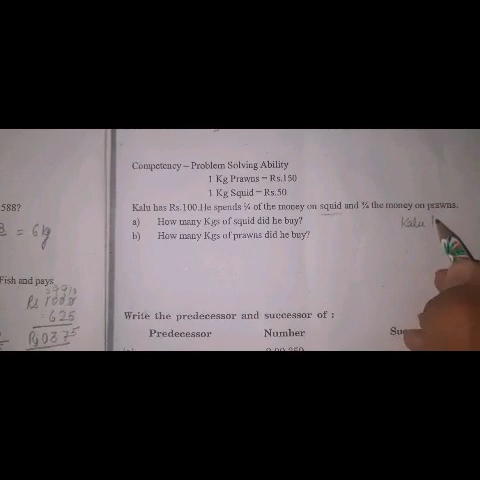 Competency – Problem Solving Ability
1 Kg Prawns – Rs.150
1 Kg Squid – Rs.50
Kalu has Rs.100.He spends ¼ of the money on squid and ¾ the money on prawns.
a) How many Kgs of squid did he buy?
Kalu
b) How many Kgs of prawns did he buy?
Write the predecessor and successor of :
Predecessor Number
588?
= 6 kg
Fish and pays
Rs 1000
625
Rs 0375